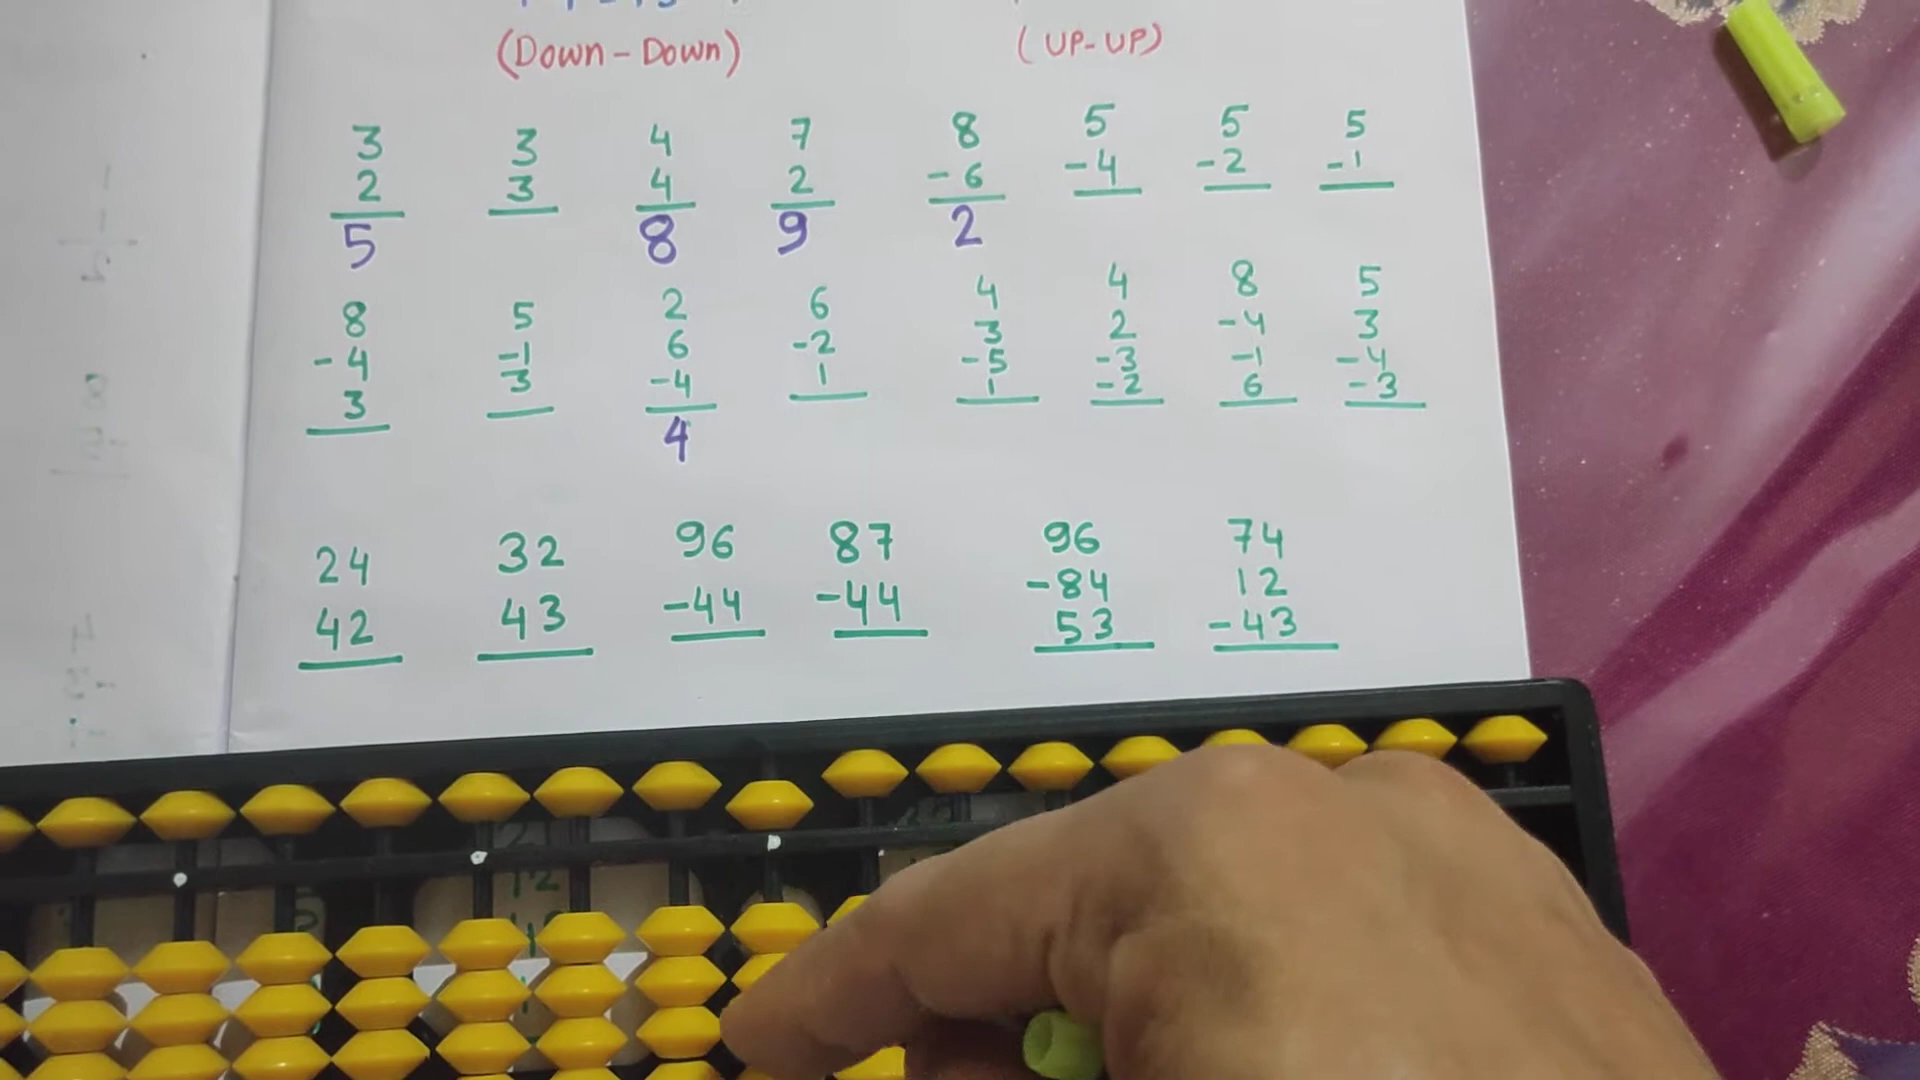 (Down-Down) (UP-UP)
3 3 4 7 8 5 5 5
2 3 4 2 -6 -4 -2 -1
5 8 9 2
8 5 2 6 4 4 8 5
-4 -1 6 -2 3 2 -4 3
3 3 -4 1 -5 -3 -1 -4
1 -2 6 -3
4
24 32 96 87 96 74
42 43 -44 -44 -84 12
53 -43